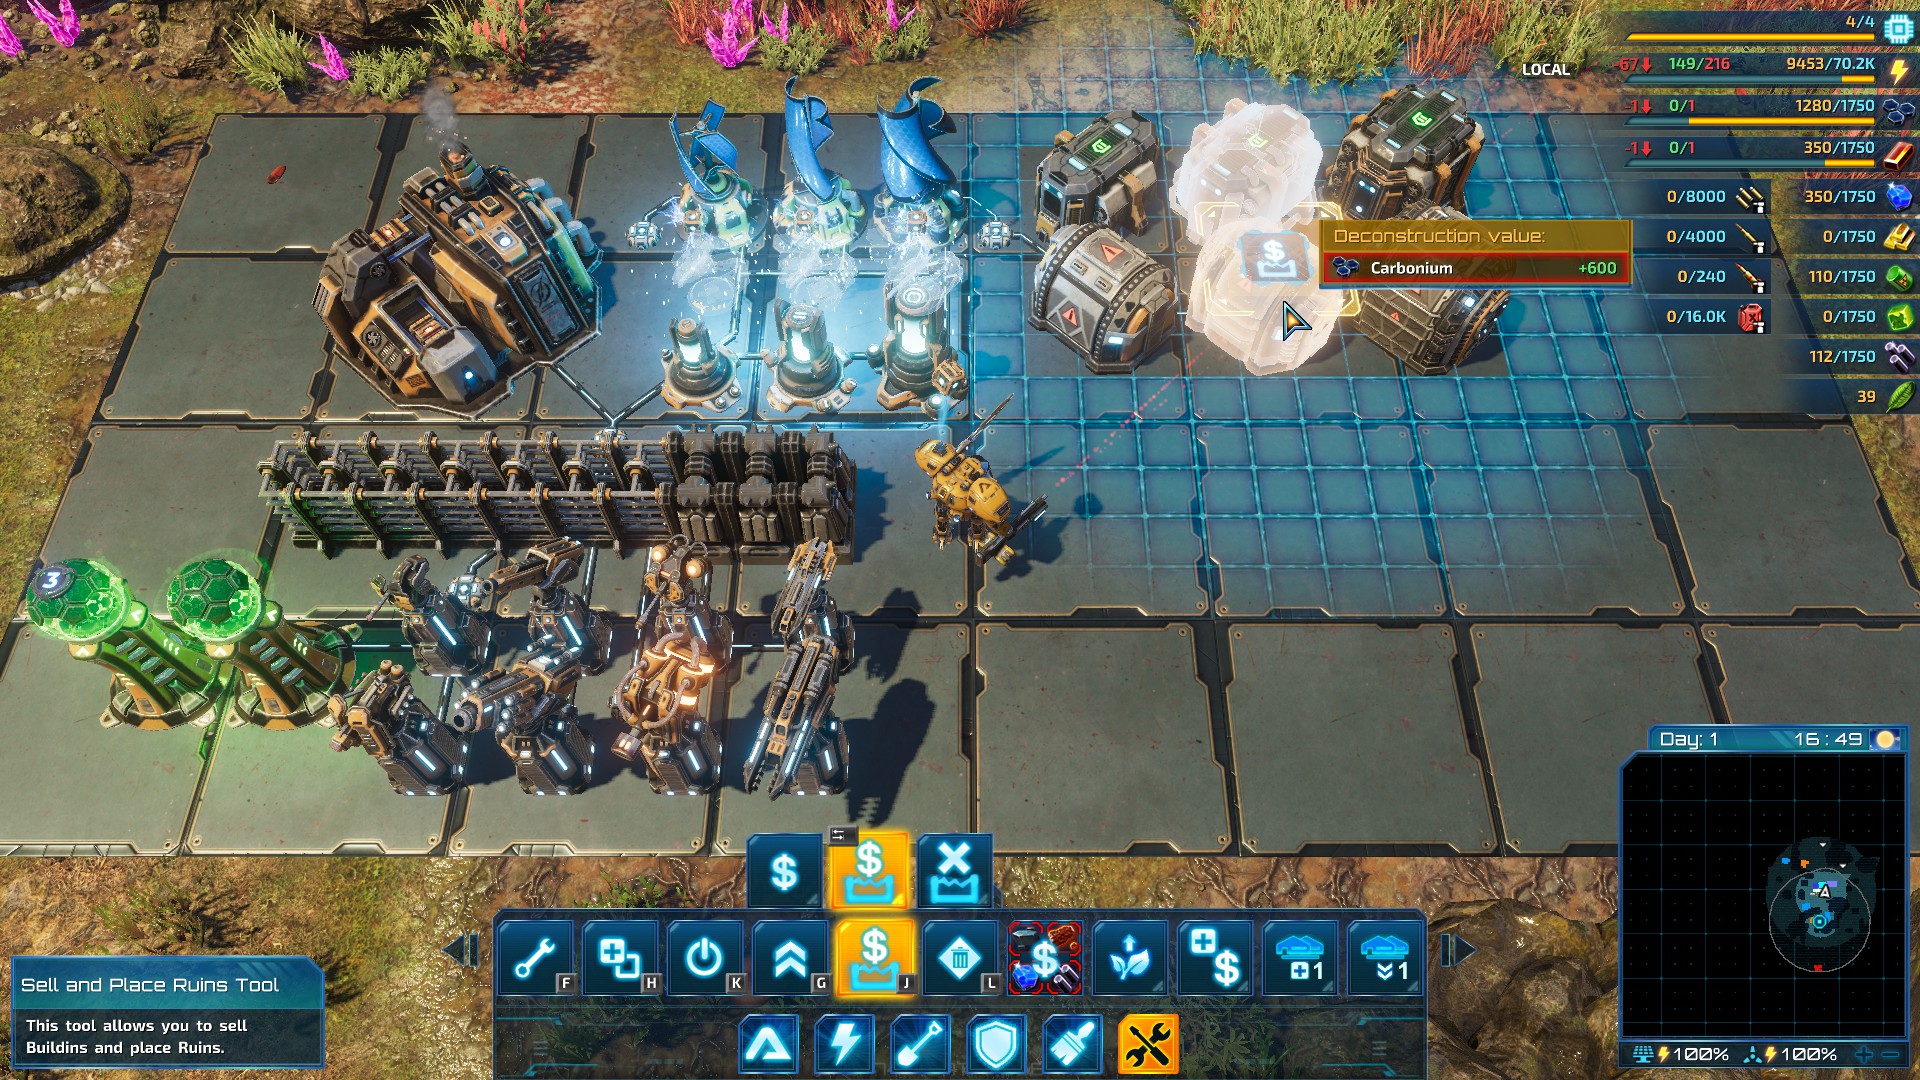 4/4
LOCAL
-67 149/216 9453/70.2K
-1 0/1 1280/1750
-1 0/1 350/1750
0/8000 350/1750
0/4000 0/1750
0/240 110/1750
0/16.0K 0/1750
112/1750
39
Deconstruction value:
Carbonium +600
3
Day: 1 16:49
$ $
F H K G $ J L $ $ 1 1
Sell and Place Ruins Tool
This tool allows you to sell
Buildins and place Ruins.
100% 100%